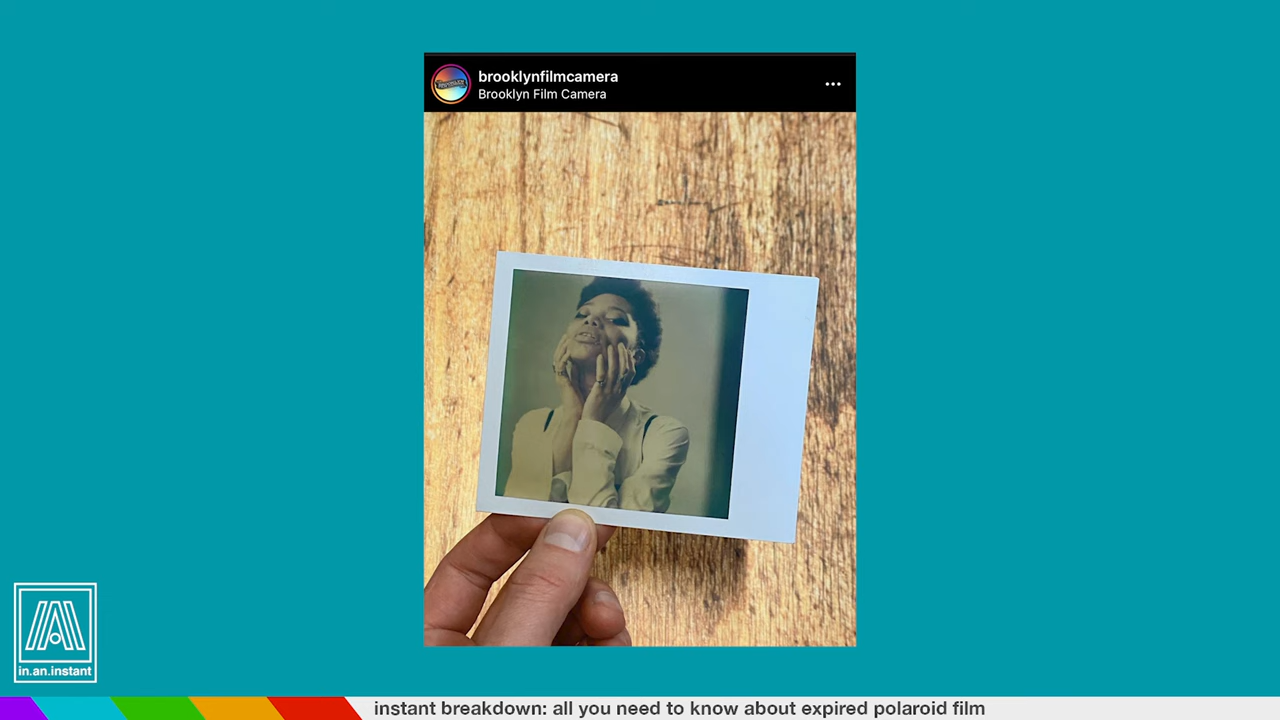 brooklynfilmcamera
Brooklyn Film Camera
in.an.instant
instant breakdown: all you need to know about expired polaroid film